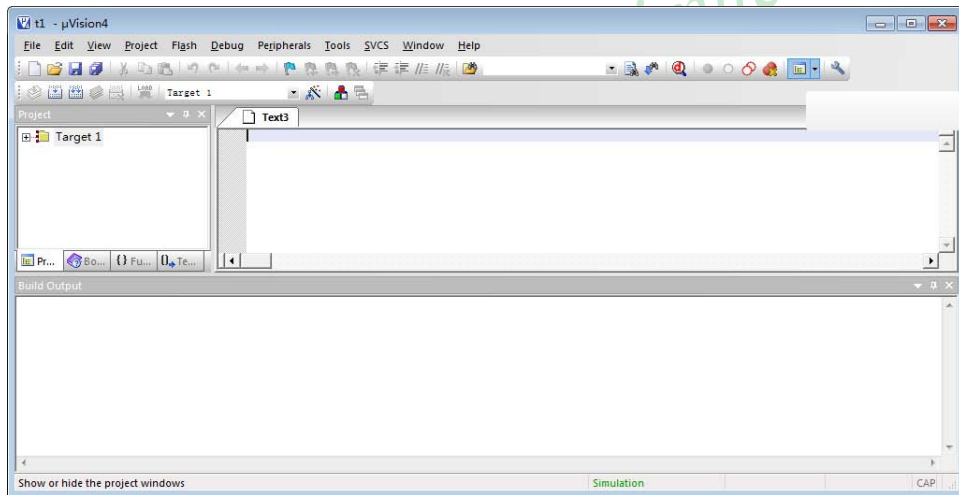 t1 - µVision4
File Edit View Project Flash Debug Peripherals Tools SVCS Window Help
LOAD Target 1
Project
Text3
Target 1
Pr... Bo... {} Fu... Te...
Build Output
Show or hide the project windows Simulation CAP